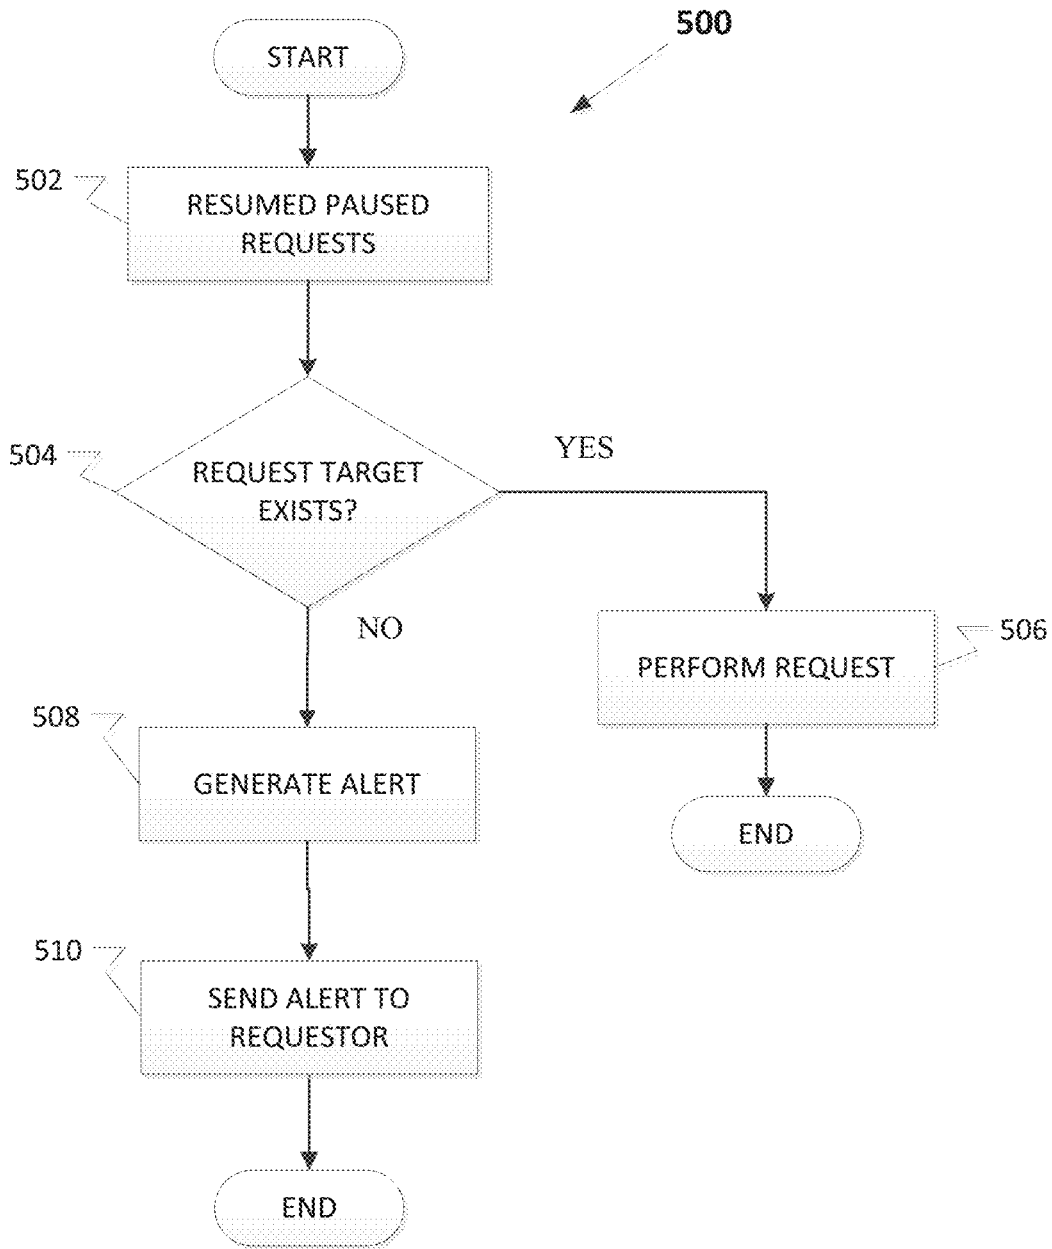 500
START
502
RESUMED PAUSED
REQUESTS
504
REQUEST TARGET
EXISTS?
YES
NO
506
PERFORM REQUEST
508
GENERATE ALERT
END
510
SEND ALERT TO
REQUESTOR
END